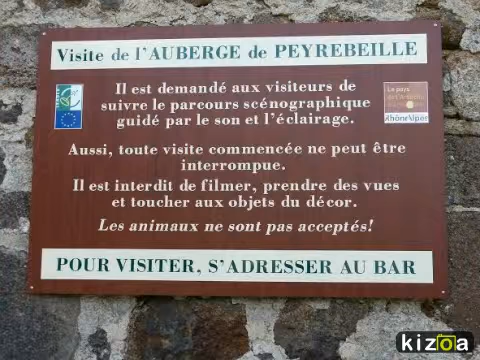 Visite de l'AUBERGE de PEYREBEILLE
Il est demandé aux visiteurs de
suivre le parcours scénographique
guidé par le son et l'éclairage.
Aussi, toute visite commencée ne peut être
interrompue.
Il est interdit de filmer, prendre des vues
et toucher aux objets du décor.
Les animaux ne sont pas acceptés!
POUR VISITER, S'ADRESSER AU BAR
Le pays
RhôneAlpes
kizoa